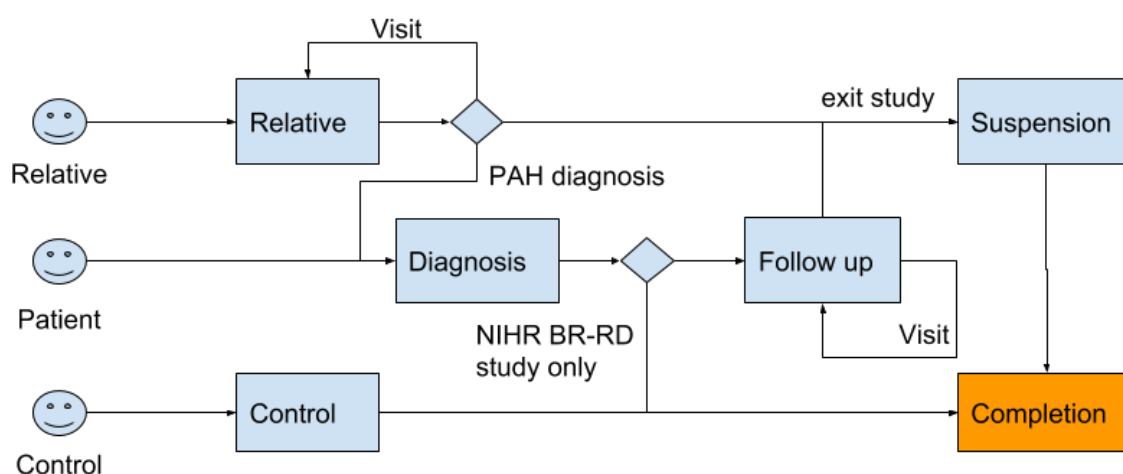 Visit
exit study
Relative
Suspension
Relative
PAH diagnosis
Diagnosis
Follow up
Patient
NIHR BR-RD
study only
Visit
Control
Completion
Control